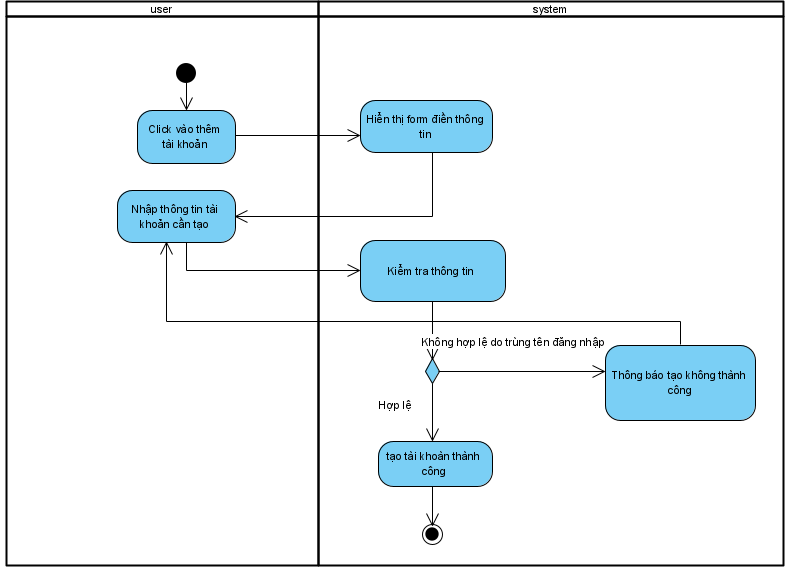 user
system
Click vào thêm
tài khoản
Hiển thị form điền thông
tin
Nhập thông tin tài
khoản cần tạo
Kiểm tra thông tin
Không hợp lệ do trùng tên đăng nhập
Thông báo tạo không thành
công
Hợp lệ
tạo tài khoản thành
công